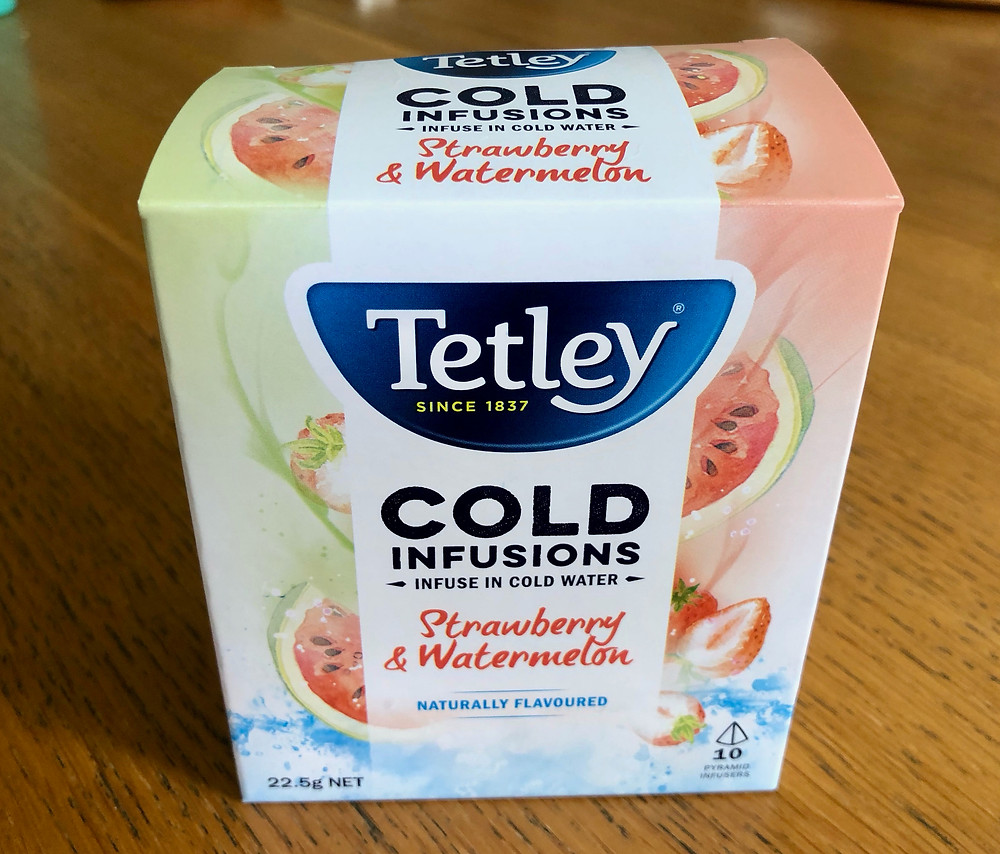 Tetley
COLD
INFUSIONS
INFUSE IN COLD WATER
Strawberry
& Watermelon
Tetley®
SINCE 1837
COLD
INFUSIONS
INFUSE IN COLD WATER
Strawberry
& Watermelon
NATURALLY FLAVOURED
10
PYRAMID
INFUSERS
22.5g NET